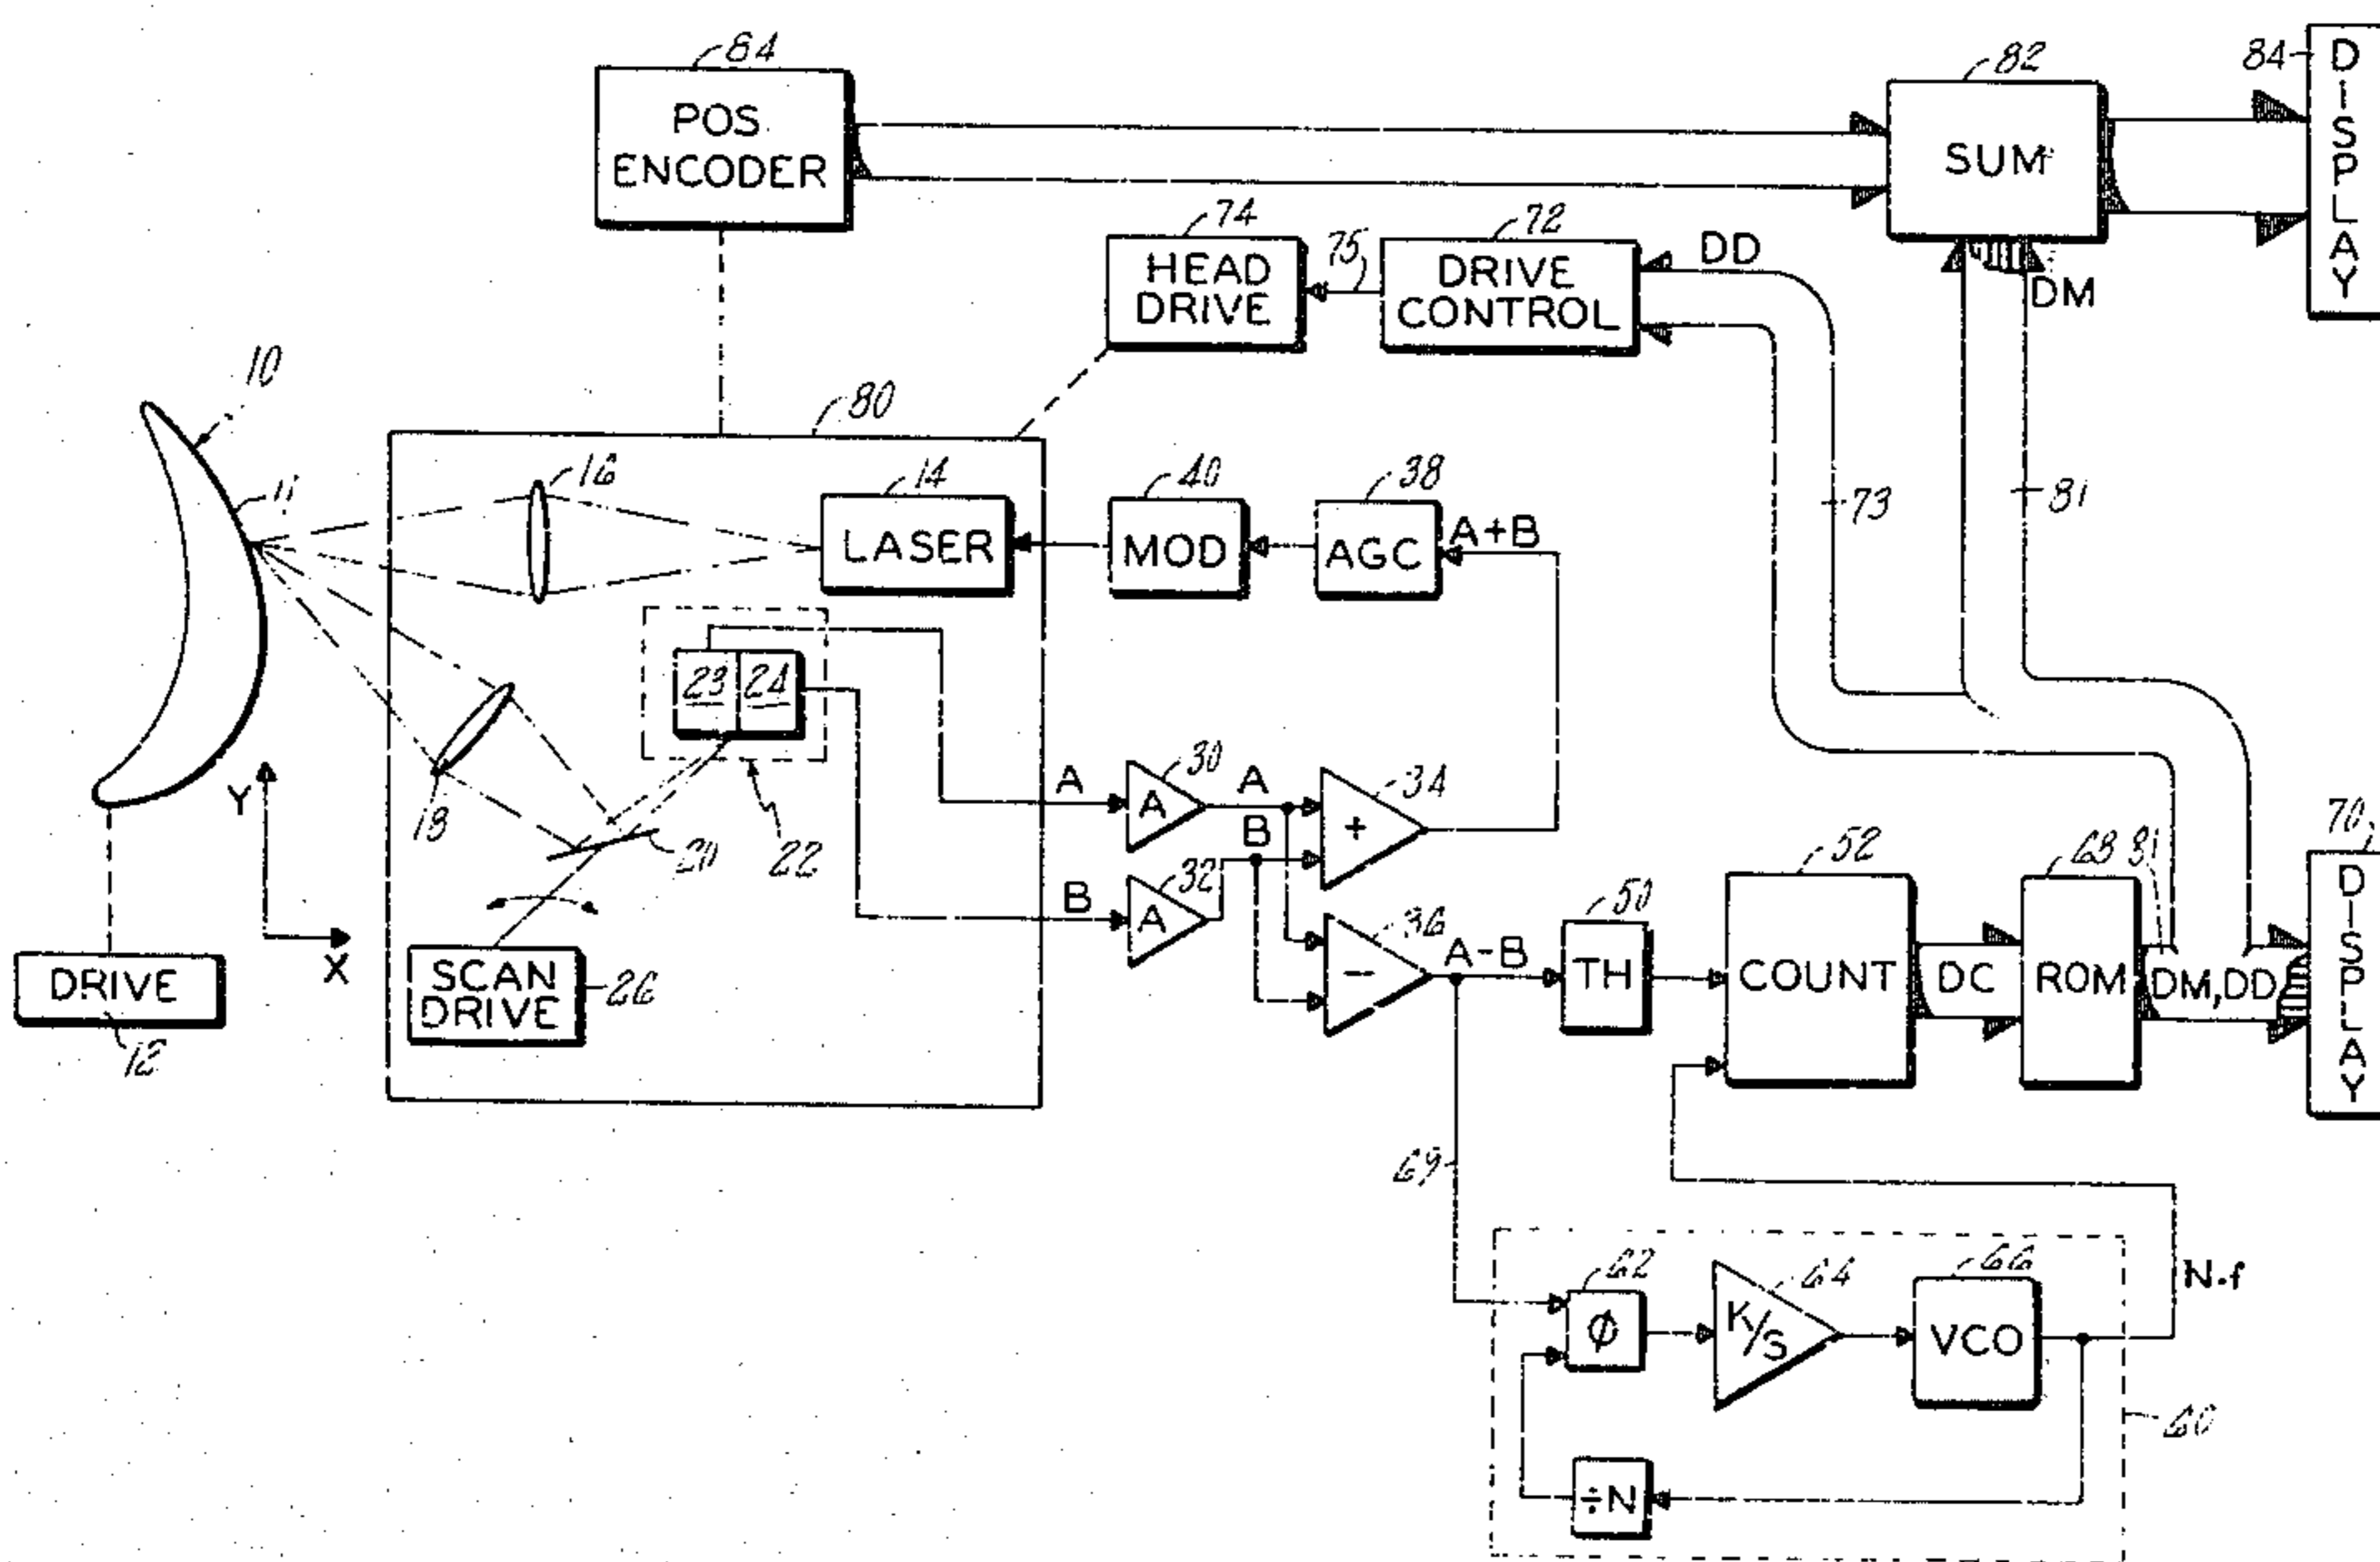 84
POS
ENCODER
82
SUM
84
DISPLAY
74
HEAD
DRIVE
75
72
DRIVE
CONTROL
DD
DM
10
11
80
16
14
LASER
40
MOD
38
AGC
A+B
73
81
23
24
18
20
22
Y
X
DRIVE
12
SCAN
DRIVE
26
A
30
A
A
B
32
A
B
34
+
36
−
A-B
50
TH
52
COUNT
DC
68
81
ROM
DM,DD
70
DISPLAY
69
62
ϕ
64
K/S
66
VCO
N·f
60
÷N